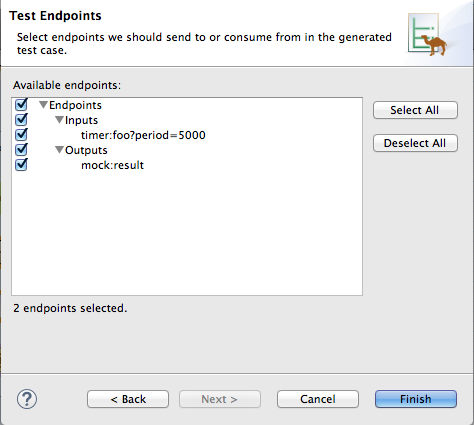 Test Endpoints
Select endpoints we should send to or consume from in the generated
test case.
Available endpoints:
Endpoints
Select All
Inputs
timer:foo?period=5000
Deselect All
Outputs
mock:result
2 endpoints selected.
?
< Back
Next >
Cancel
Finish